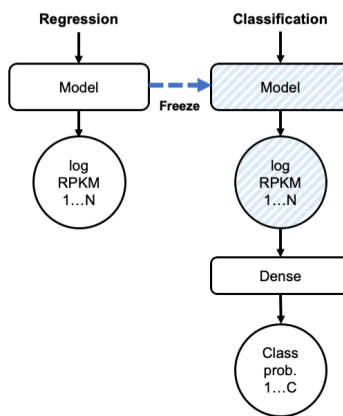 Regression
Classification
Model
Freeze
Model
log
RPKM
1...N
log
RPKM
1...N
Dense
Class
prob.
1...C